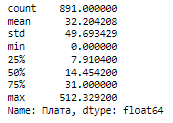 count    891.000000
mean      32.204208
std       49.693429
min        0.000000
25%        7.910400
50%       14.454200
75%       31.000000
max      512.329200
Name: Плата, dtype: float64